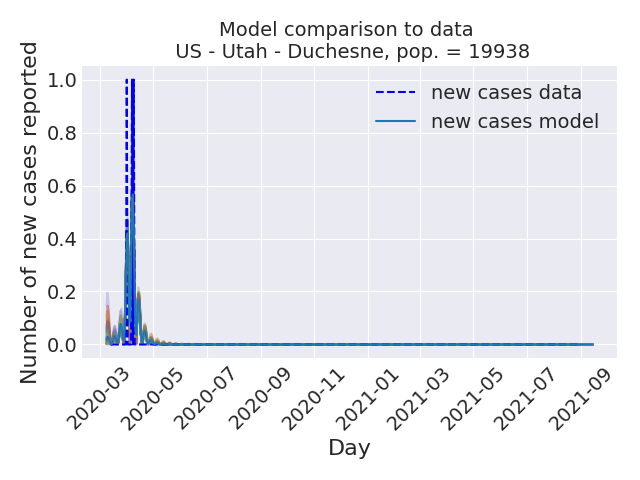 Model comparison to data
US - Utah - Duchesne, pop. = 19938
Number of new cases reported
1.0
0.8
0.6
0.4
0.2
0.0
new cases data
new cases model
2020-03
2020-05
2020-07
2020-09
2020-11
2021-01
2021-03
2021-05
2021-07
2021-09
Day